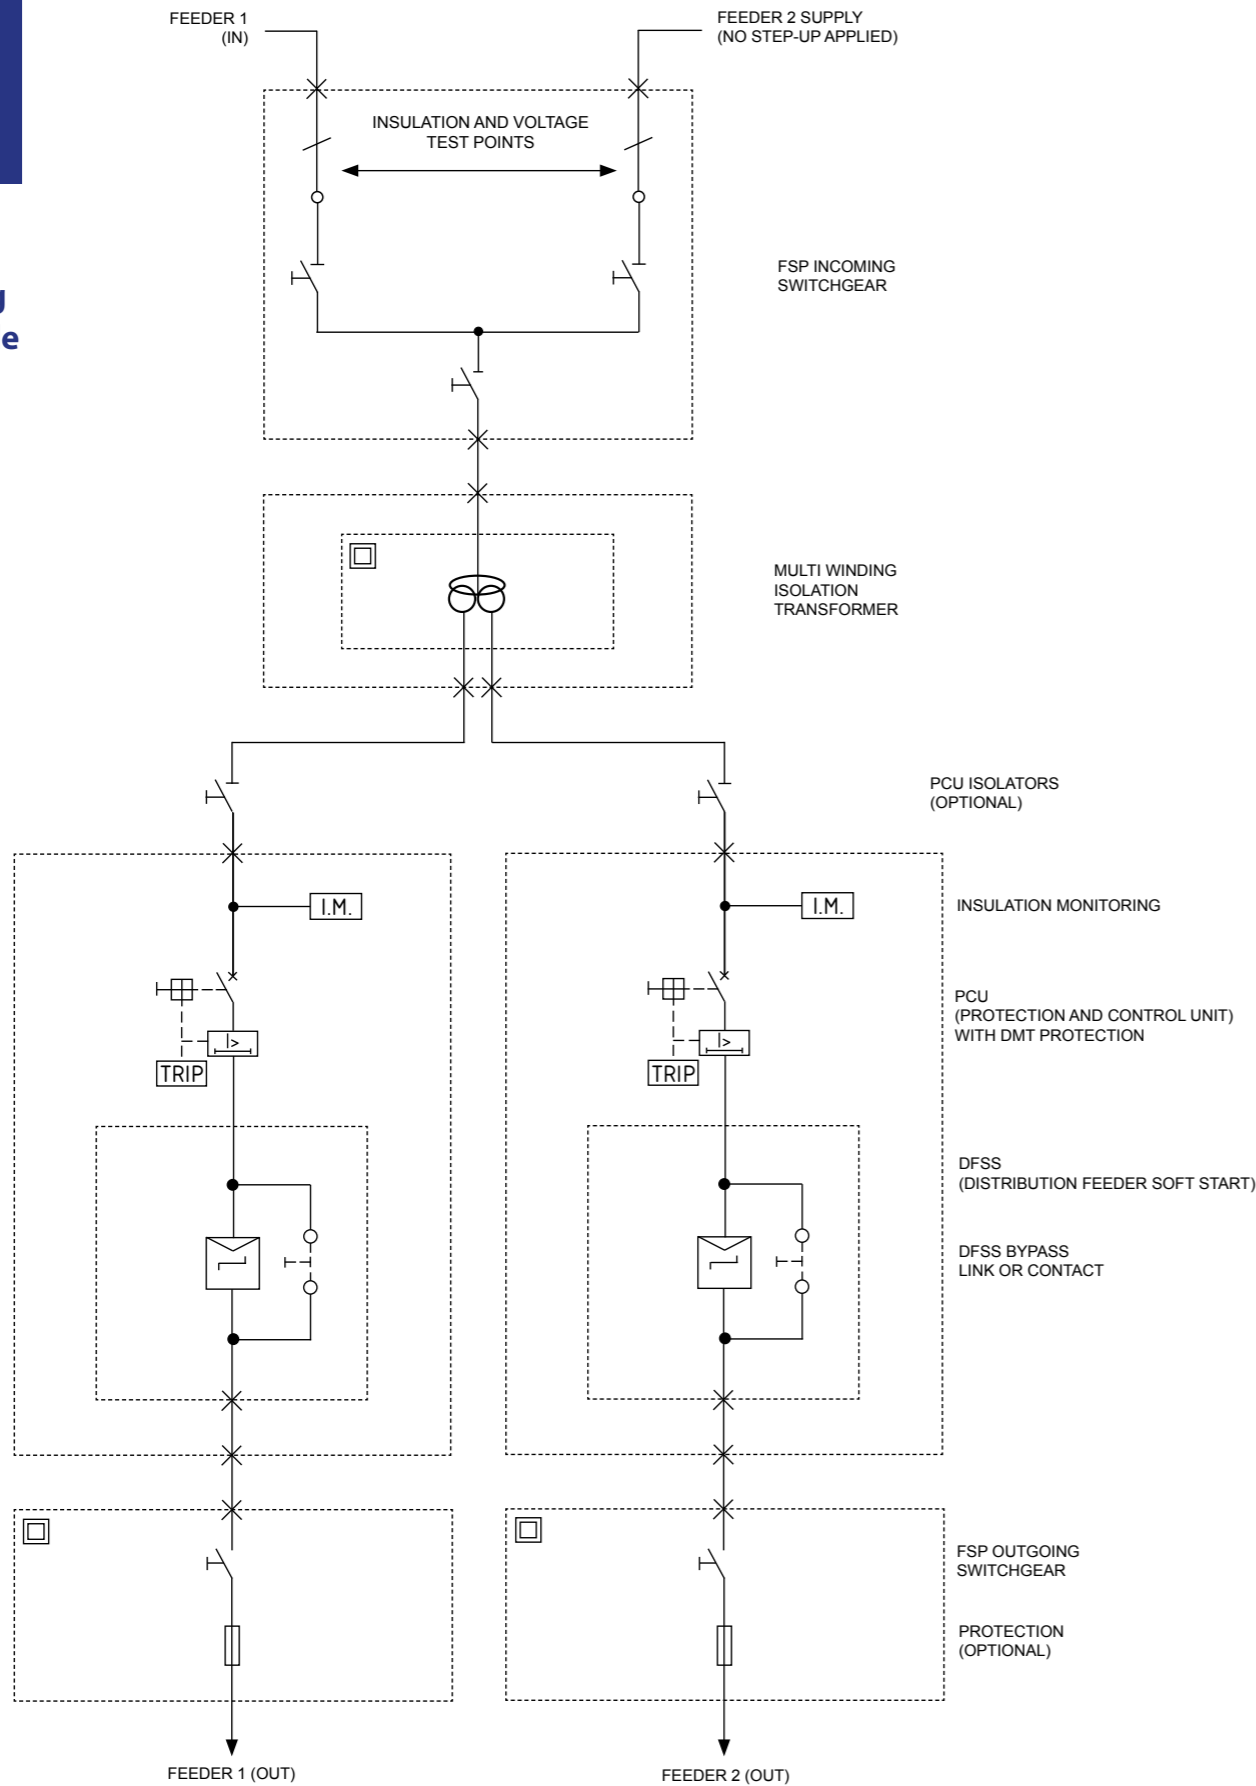 FEEDER 1
(IN)
FEEDER 2 SUPPLY
(NO STEP-UP APPLIED)
INSULATION AND VOLTAGE
TEST POINTS
FSP INCOMING
SWITCHGEAR
MULTI WINDING
ISOLATION
TRANSFORMER
PCU ISOLATORS
(OPTIONAL)
I.M.
I.M.
INSULATION MONITORING
PCU
(PROTECTION AND CONTROL UNIT)
WITH DMT PROTECTION
I>
I>
TRIP
TRIP
DFSS
(DISTRIBUTION FEEDER SOFT START)
DFSS BYPASS
LINK OR CONTACT
FSP OUTGOING
SWITCHGEAR
PROTECTION
(OPTIONAL)
FEEDER 1 (OUT)
FEEDER 2 (OUT)